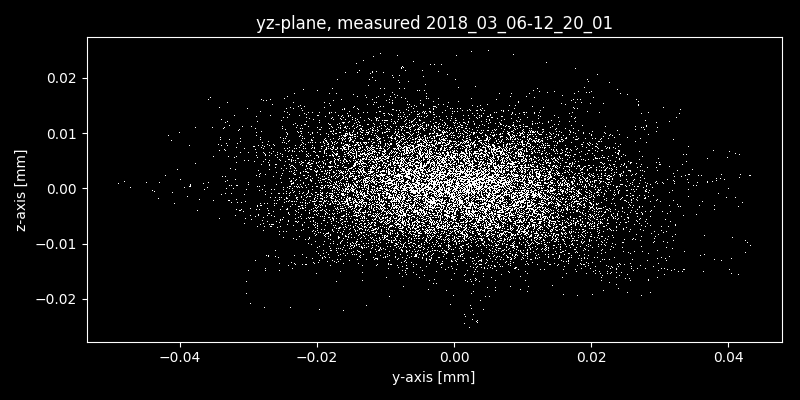 yz-plane, measured 2018_03_06-12_20_01
z-axis [mm]
0.02
0.01
0.00
−0.01
−0.02
−0.04 −0.02 0.00 0.02 0.04
y-axis [mm]